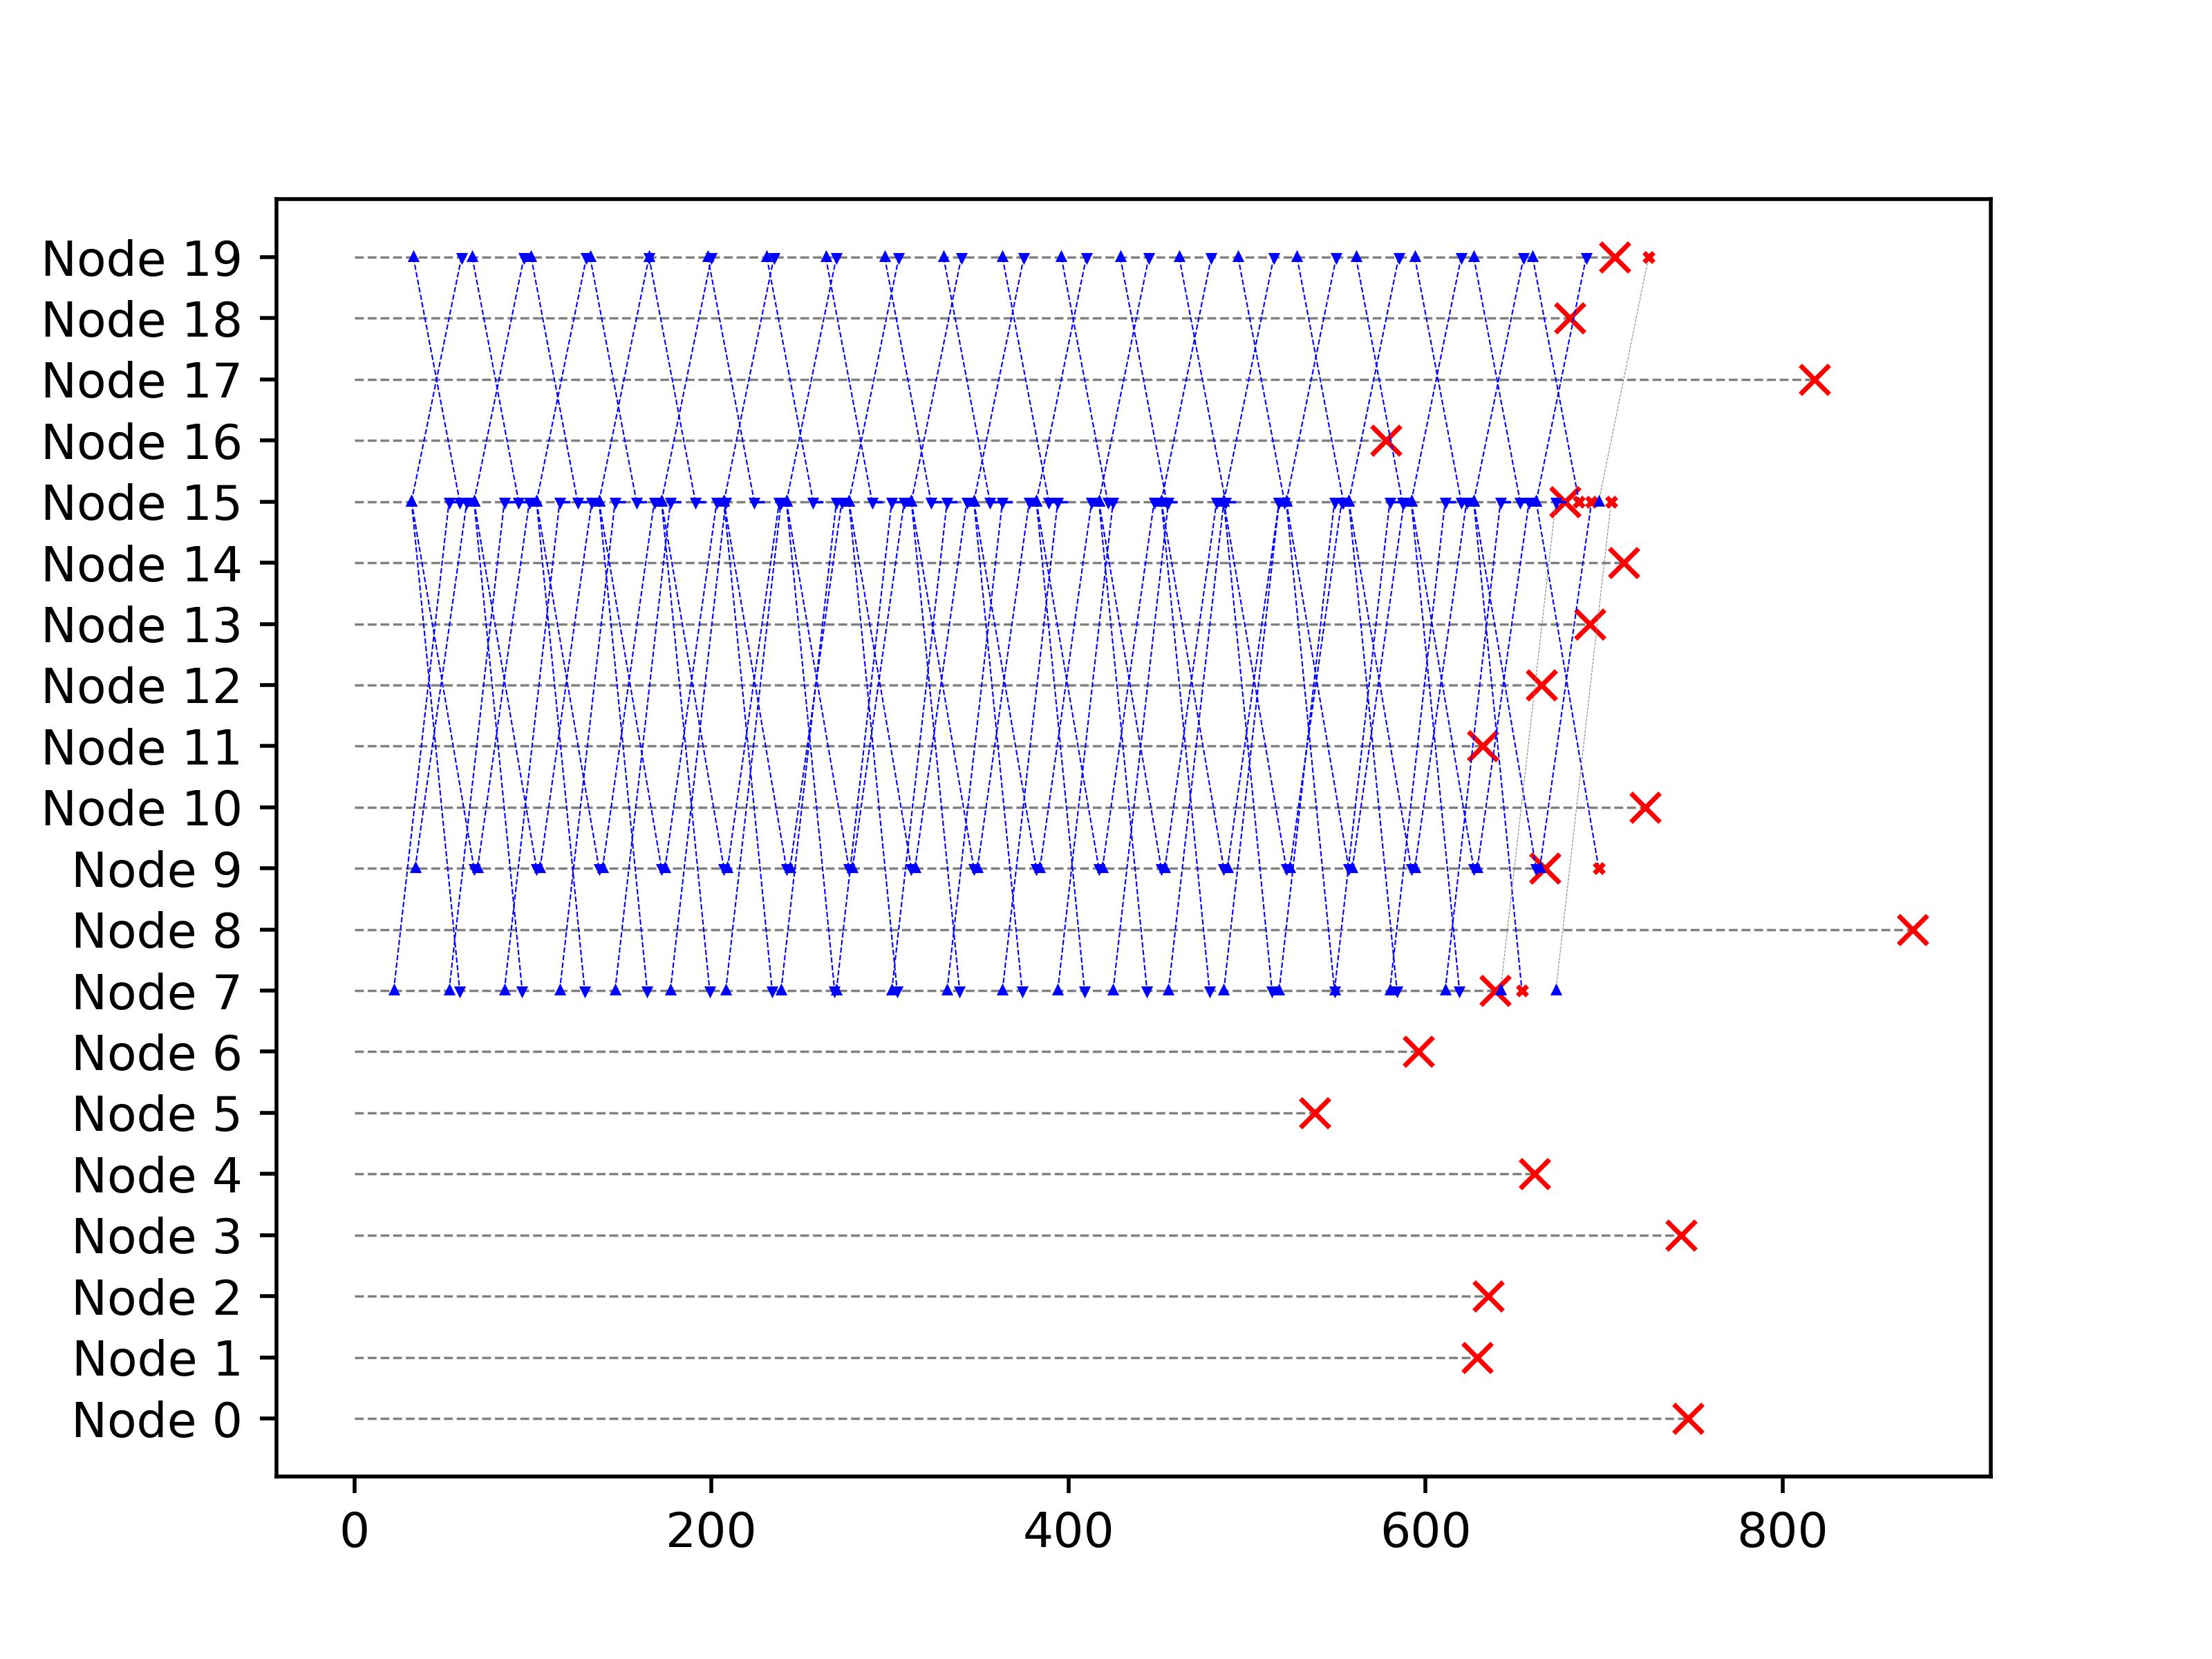 Node 19
Node 18
Node 17
Node 16
Node 15
Node 14
Node 13
Node 12
Node 11
Node 10
Node 9
Node 8
Node 7
Node 6
Node 5
Node 4
Node 3
Node 2
Node 1
Node 0
0 200 400 600 800